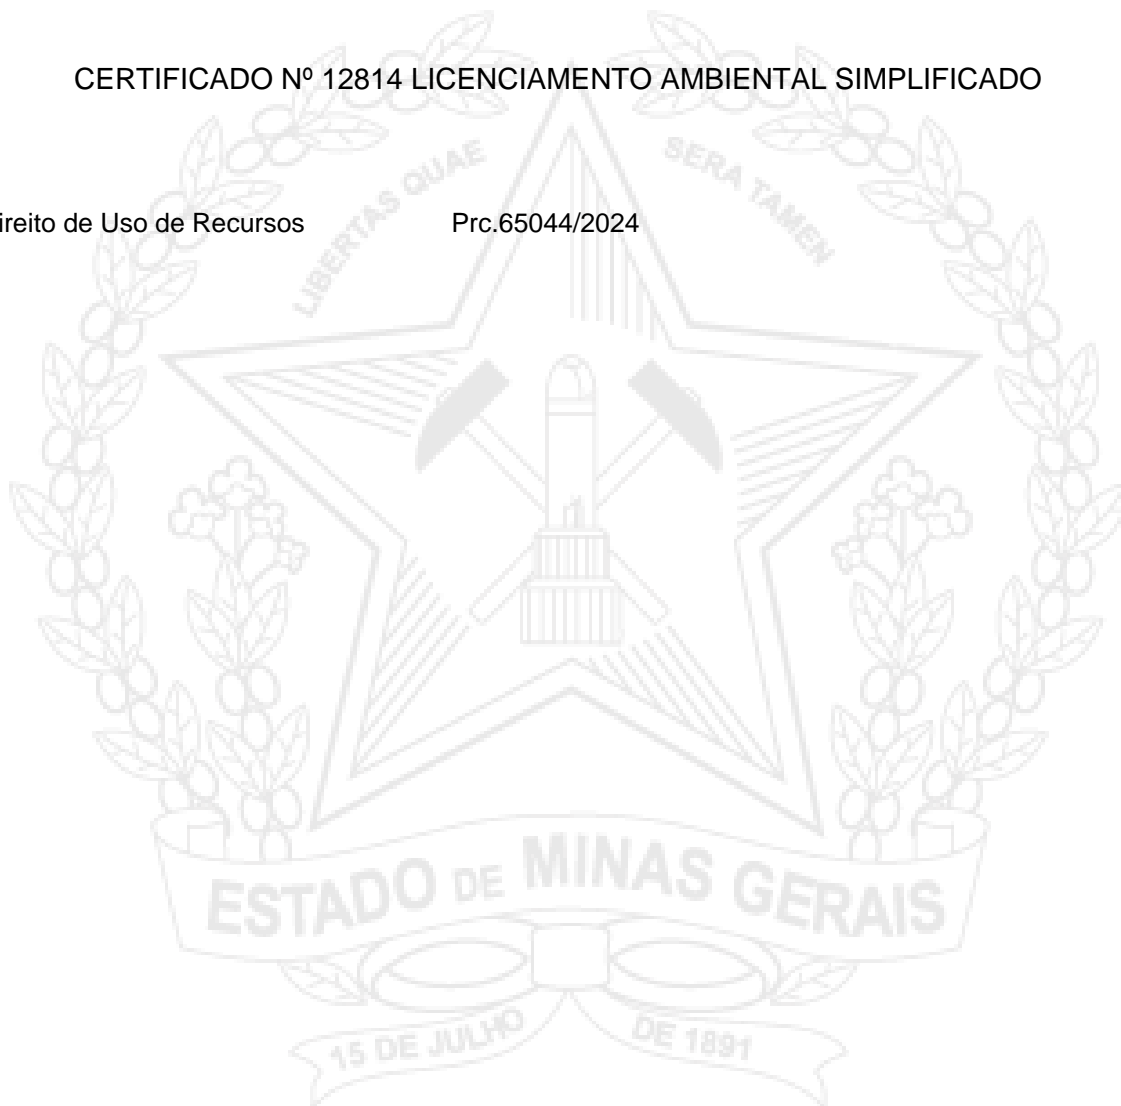 CERTIFICADO Nº 12814 LICENCIAMENTO AMBIENTAL SIMPLIFICADO
ireito de Uso de Recursos Prc.65044/2024
LIBERTAS QUAE SERA TAMEN
ESTADO DE MINAS GERAIS
15 DE JULHO DE 1891